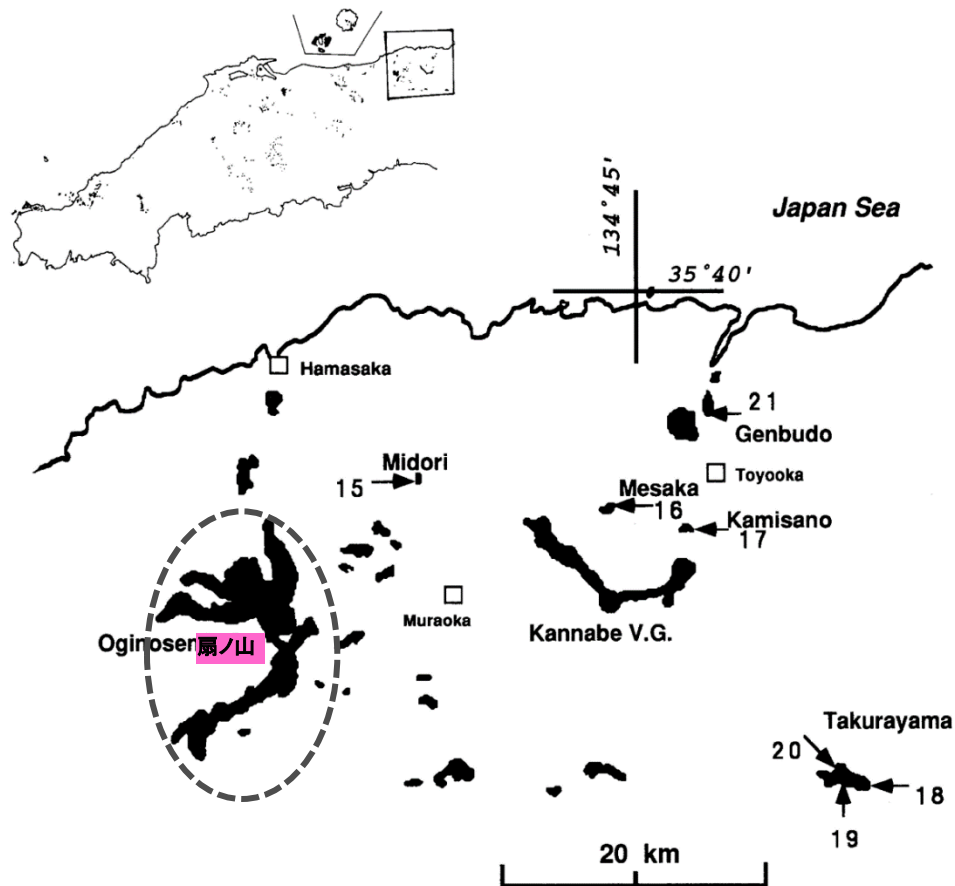 134°45'
Japan Sea
35°40'
Hamasaka
21
Genbudo
Midori
15
Toyooka
Mesaka
16
Kamisano
17
Muraoka
Kannabe V.G.
Oginosen
扇ノ山
Takurayama
20
18
19
20 km